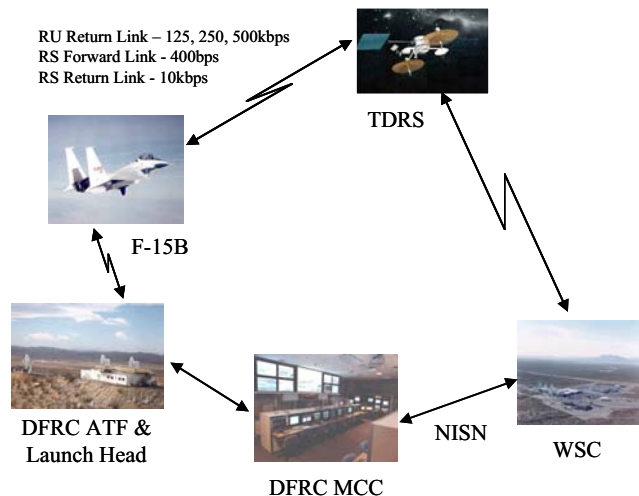 RU Return Link – 125, 250, 500kbps
RS Forward Link - 400bps
RS Return Link - 10kbps
TDRS
F-15B
DFRC ATF &
Launch Head
DFRC MCC
NISN
WSC